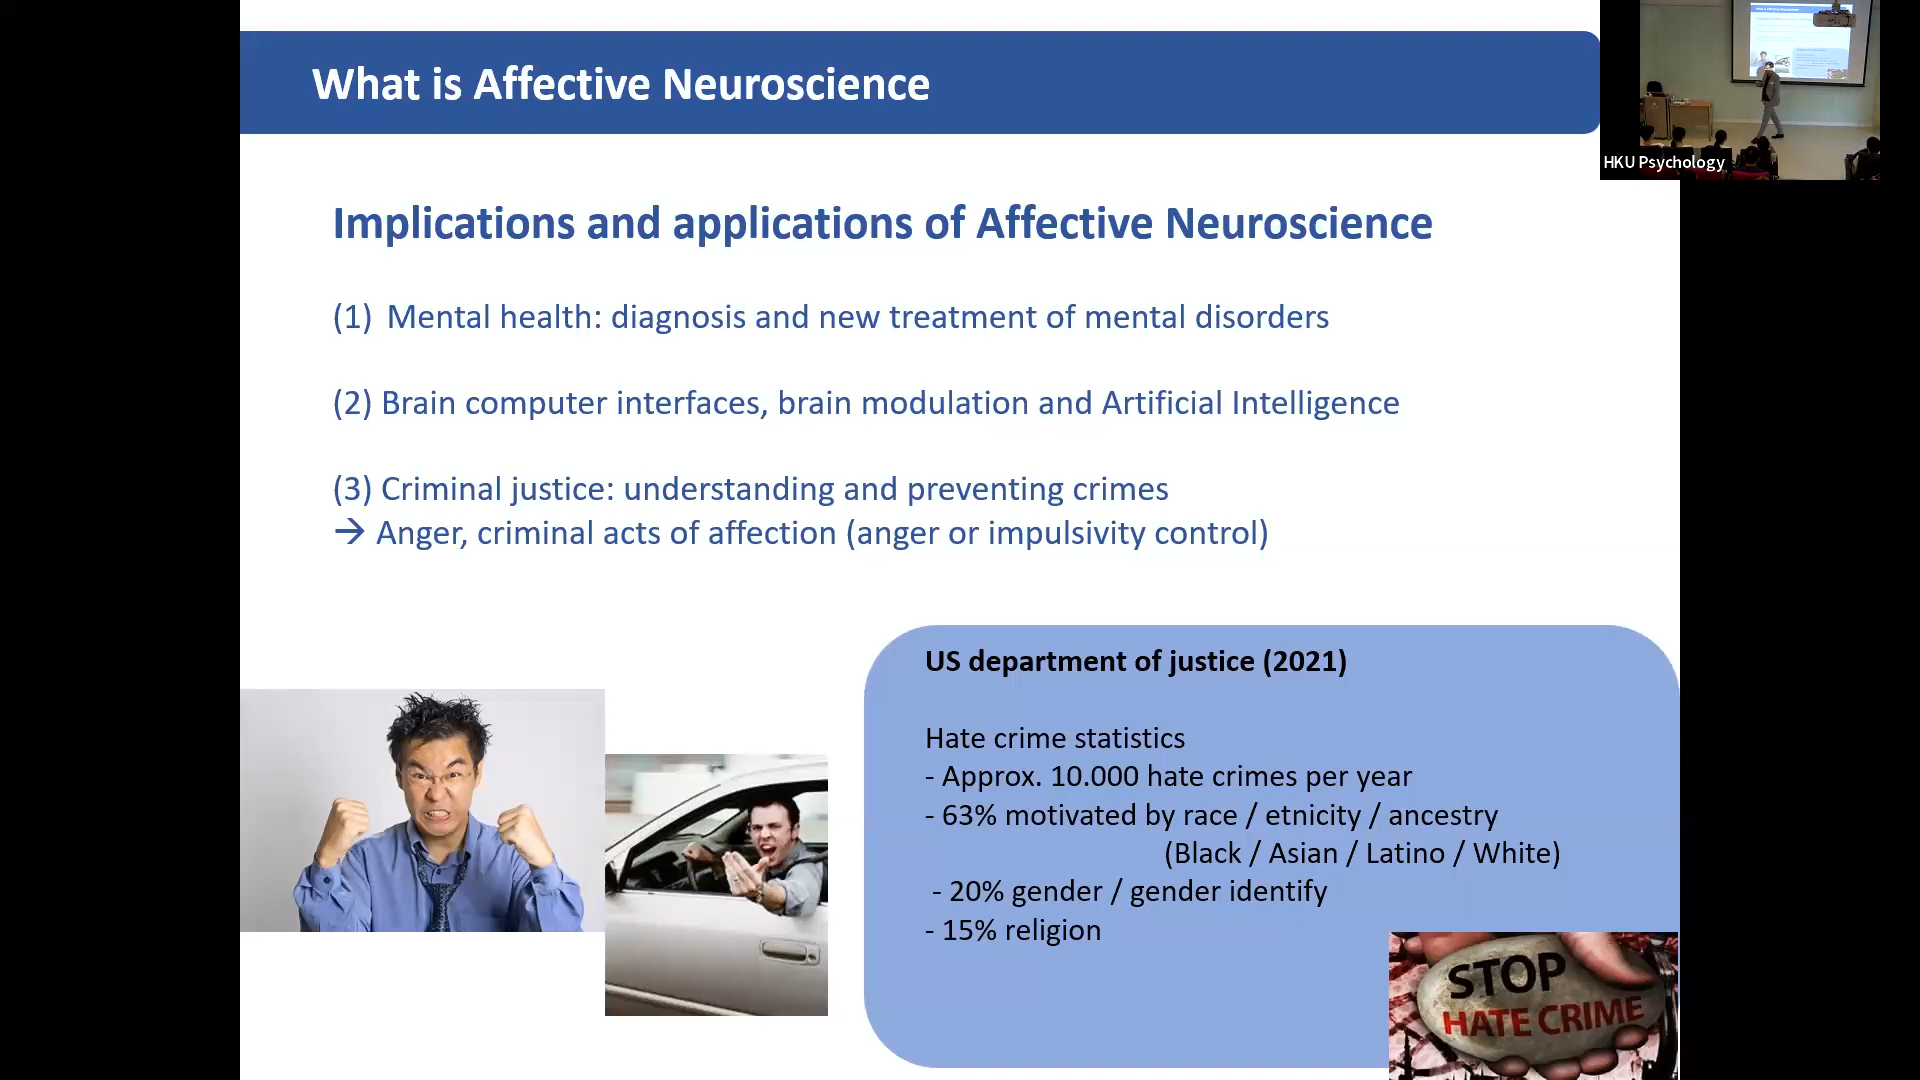 What is Affective Neuroscience
HKU Psychology
Implications and applications of Affective Neuroscience
(1) Mental health: diagnosis and new treatment of mental disorders
(2) Brain computer interfaces, brain modulation and Artificial Intelligence
(3) Criminal justice: understanding and preventing crimes
→ Anger, criminal acts of affection (anger or impulsivity control)
US department of justice (2021)
Hate crime statistics
- Approx. 10.000 hate crimes per year
- 63% motivated by race / etnicity / ancestry
(Black / Asian / Latino / White)
- 20% gender / gender identify
- 15% religion
STOP
HATE CRIME